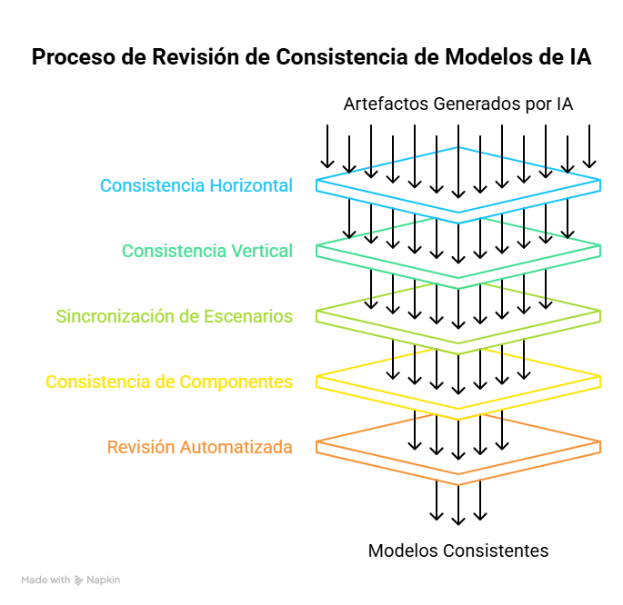 Proceso de Revisión de Consistencia de Modelos de IA
Artefactos Generados por IA
Consistencia Horizontal
Consistencia Vertical
Sincronización de Escenarios
Consistencia de Componentes
Revisión Automatizada
Modelos Consistentes
Made with Napkin